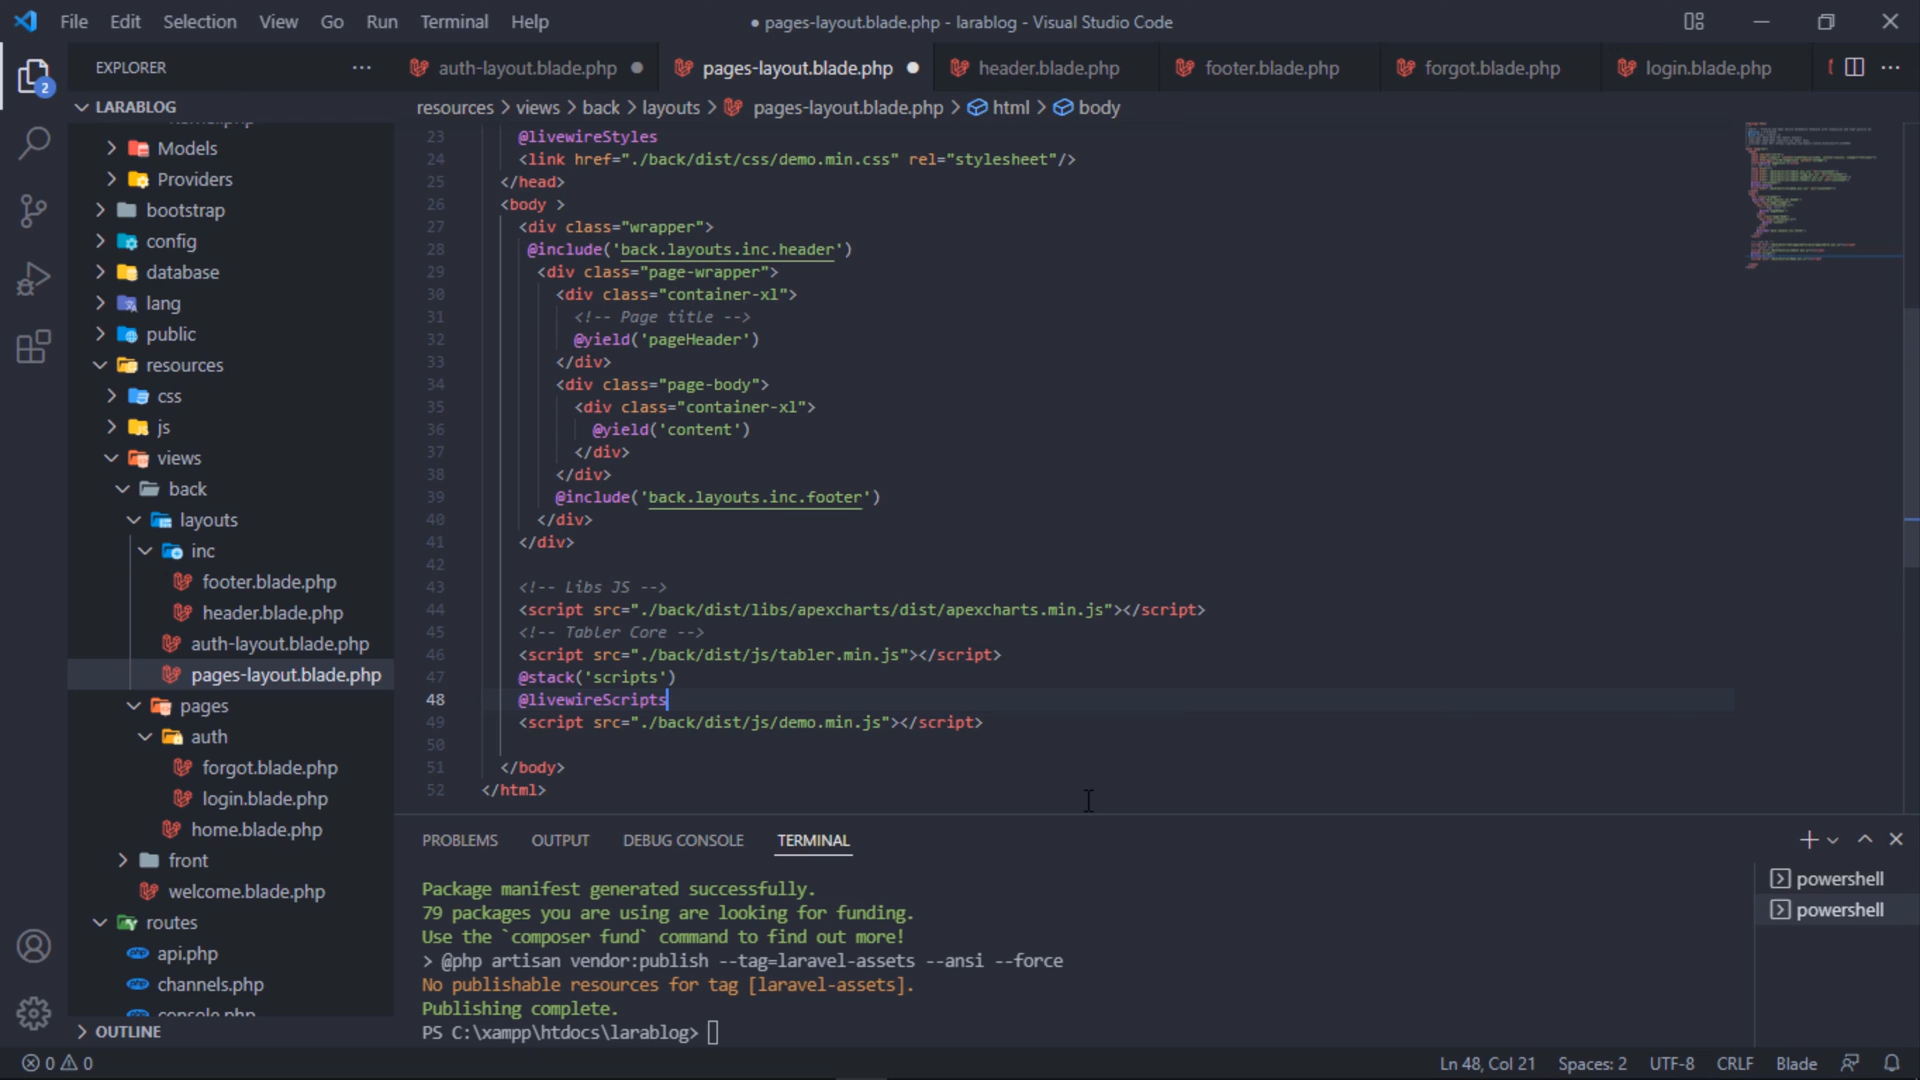 File Edit Selection View Go Run Terminal Help
● pages-layout.blade.php - larablog - Visual Studio Code
EXPLORER
auth-layout.blade.php
pages-layout.blade.php
header.blade.php
footer.blade.php
forgot.blade.php
login.blade.php
2
LARABLOG
resources > views > back > layouts > pages-layout.blade.php > html > body
Models
Providers
bootstrap
config
database
lang
public
resources
css
js
views
back
layouts
inc
footer.blade.php
header.blade.php
auth-layout.blade.php
pages-layout.blade.php
pages
auth
forgot.blade.php
login.blade.php
home.blade.php
front
welcome.blade.php
routes
api.php
channels.php
console.php
OUTLINE
23 @livewireStyles
24 <link href="./back/dist/css/demo.min.css" rel="stylesheet"/>
25 </head>
26 <body >
27 <div class="wrapper">
28 @include('back.layouts.inc.header')
29 <div class="page-wrapper">
30 <div class="container-xl">
31 <!-- Page title -->
32 @yield('pageHeader')
33 </div>
34 <div class="page-body">
35 <div class="container-xl">
36 @yield('content')
37 </div>
38 </div>
39 @include('back.layouts.inc.footer')
40 </div>
41 </div>
42
43 <!-- Libs JS -->
44 <script src="./back/dist/libs/apexcharts/dist/apexcharts.min.js"></script>
45 <!-- Tabler Core -->
46 <script src="./back/dist/js/tabler.min.js"></script>
47 @stack('scripts')
48 @livewireScripts
49 <script src="./back/dist/js/demo.min.js"></script>
50
51 </body>
52 </html>
PROBLEMS OUTPUT DEBUG CONSOLE TERMINAL
Package manifest generated successfully.
79 packages you are using are looking for funding.
Use the `composer fund` command to find out more!
> @php artisan vendor:publish --tag=laravel-assets --ansi --force
No publishable resources for tag [laravel-assets].
Publishing complete.
PS C:\xampp\htdocs\larablog>
powershell
powershell
0 0
Ln 48, Col 21 Spaces: 2 UTF-8 CRLF Blade